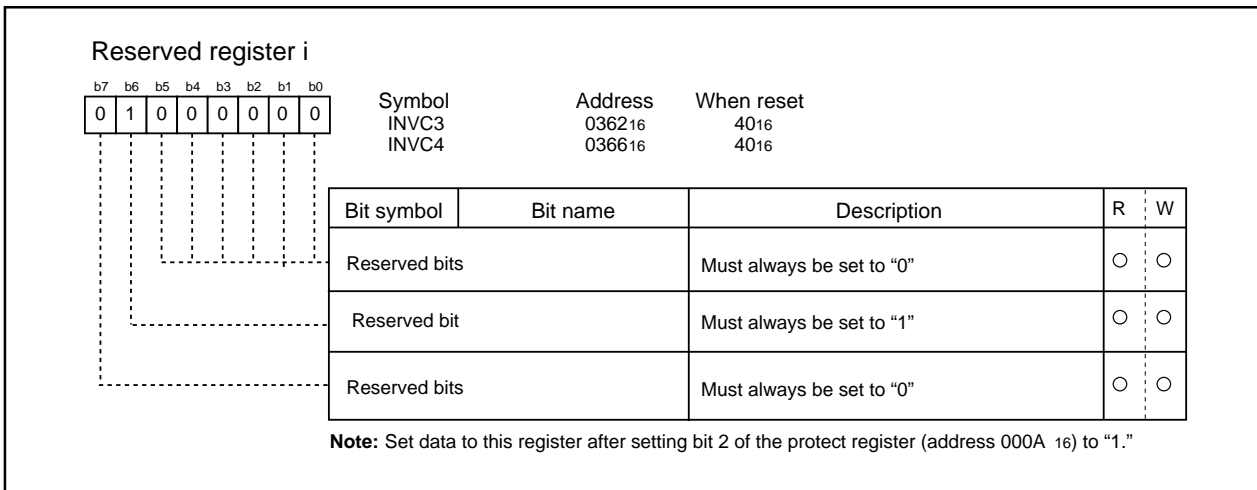 Reserved register i
b7 b6 b5 b4 b3 b2 b1 b0
0 1 0 0 0 0 0 0
Symbol Address When reset
INVC3 036216 4016
INVC4 036616 4016
Bit symbol Bit name Description R W
Reserved bits Must always be set to “0” ○ ○
Reserved bit Must always be set to “1” ○ ○
Reserved bits Must always be set to “0” ○ ○
Note: Set data to this register after setting bit 2 of the protect register (address 000A 16) to “1.”